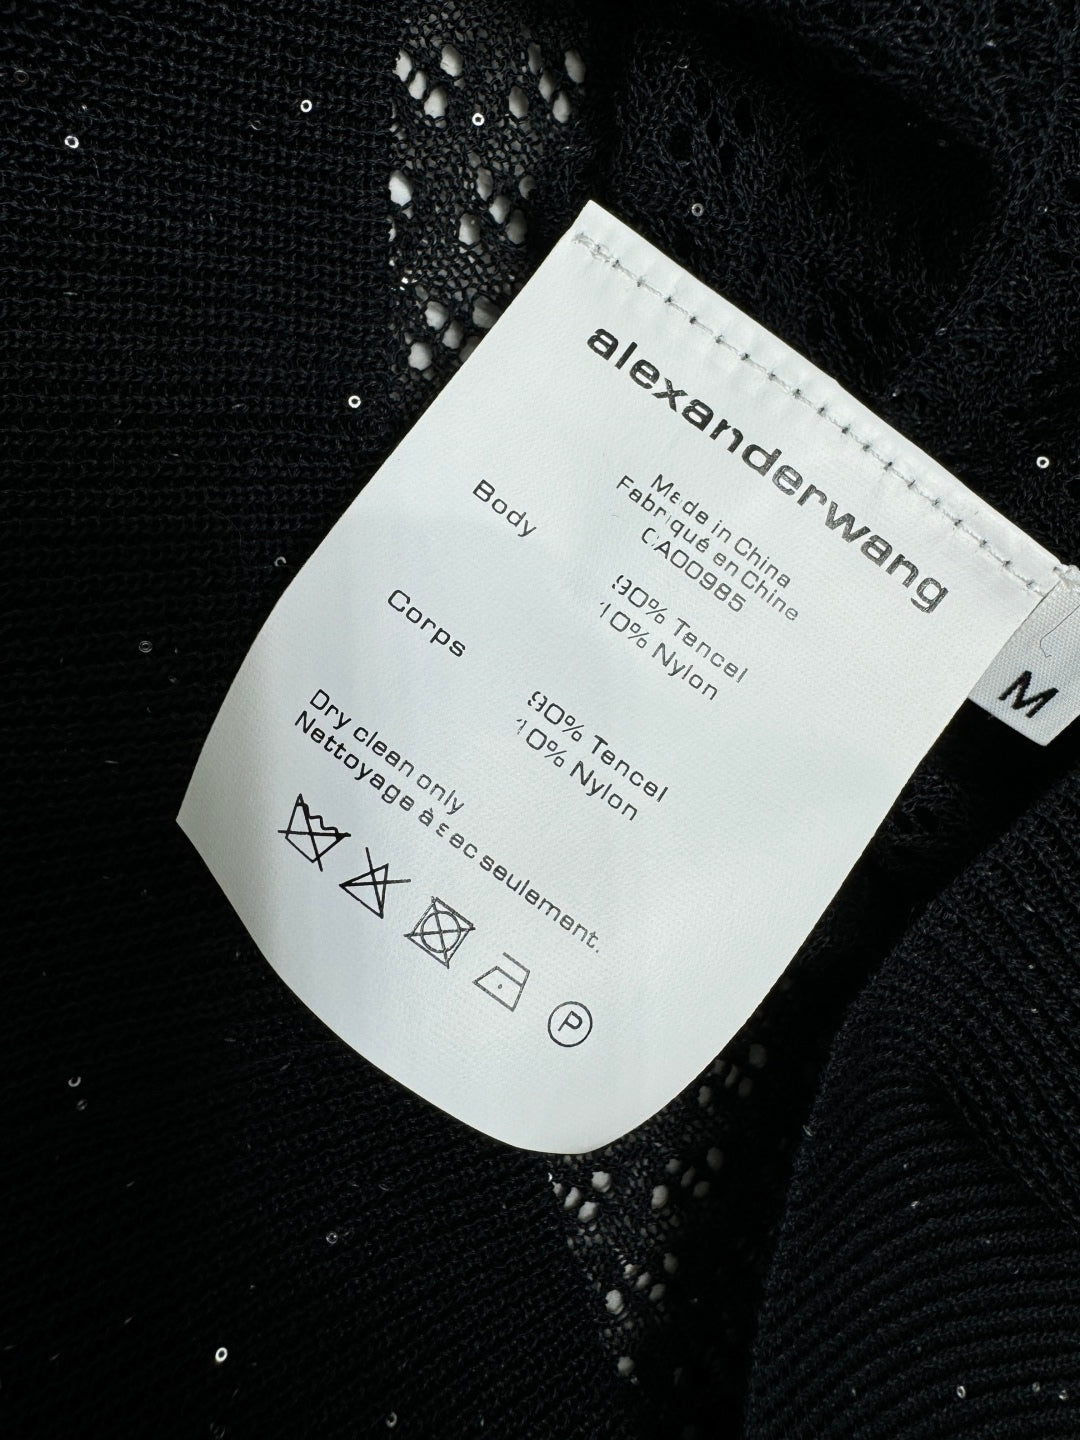 alexanderwang
Made in China
Fabriqué en Chine
CA00985
Body
90% Tencel
10% Nylon
Corps
90% Tencel
10% Nylon
Dry clean only
Nettoyage à sec seulement.
P
M